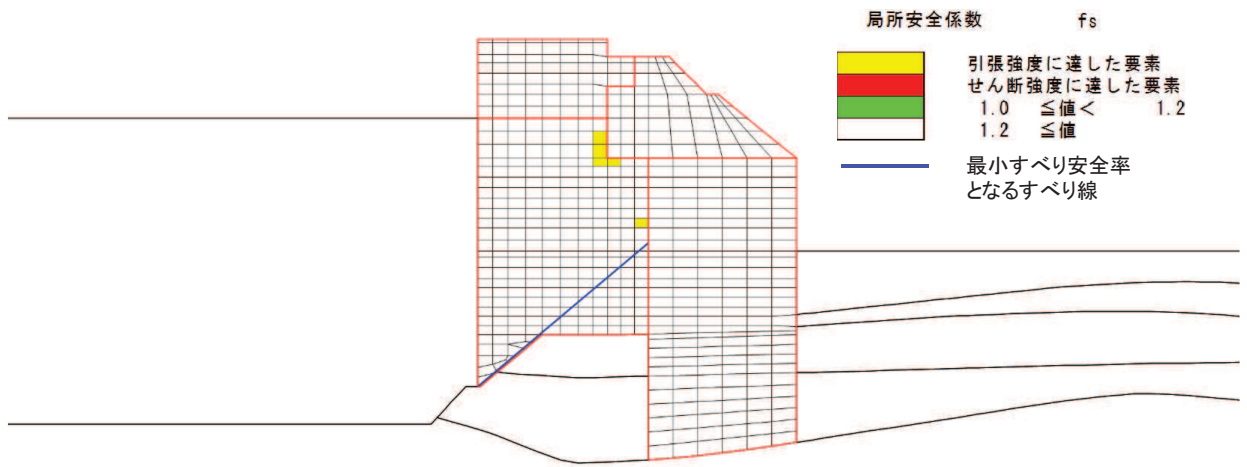 局所安全係数 fs
引張強度に達した要素
せん断強度に達した要素
1.0 ≦値< 1.2
1.2 ≦値
最小すべり安全率
となるすべり線